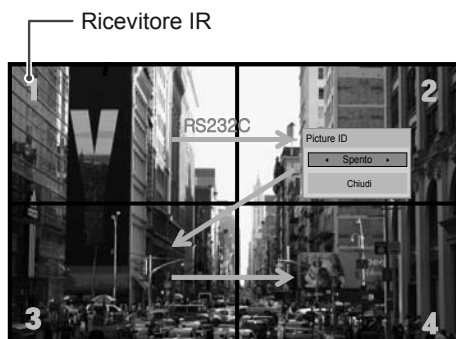 Ricevitore IR
1
2
RS232C
Picture ID
Spento
Chiudi
3
4